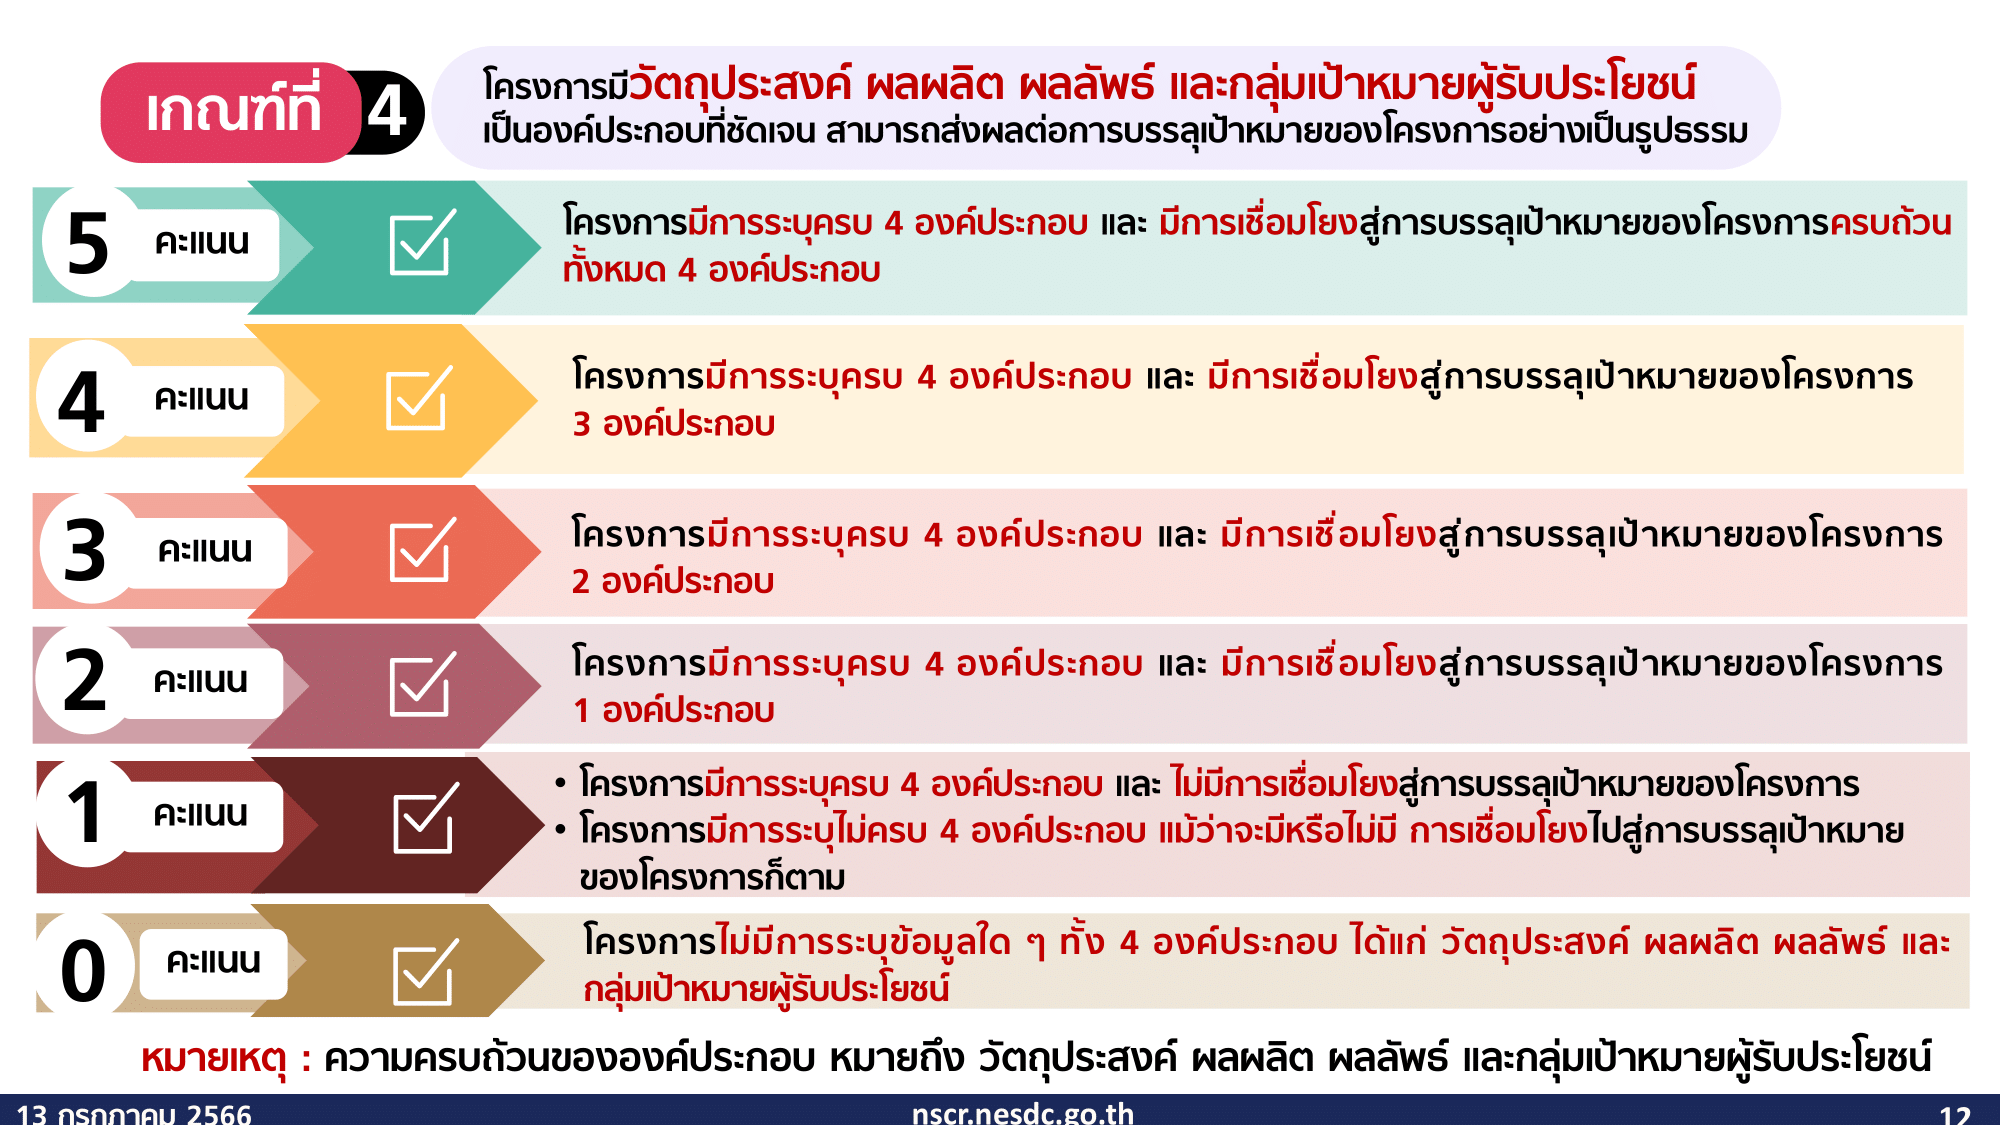 เกณฑ์ที่ 4
โครงการมีวัตถุประสงค์ ผลผลิต ผลลัพธ์ และกลุ่มเป้าหมายผู้รับประโยชน์
เป็นองค์ประกอบที่ชัดเจน สามารถส่งผลต่อการบรรลุเป้าหมายของโครงการอย่างเป็นรูปธรรม
5 คะแนน
โครงการมีการระบุครบ 4 องค์ประกอบ และ มีการเชื่อมโยงสู่การบรรลุเป้าหมายของโครงการครบถ้วน
ทั้งหมด 4 องค์ประกอบ
4 คะแนน
โครงการมีการระบุครบ 4 องค์ประกอบ และ มีการเชื่อมโยงสู่การบรรลุเป้าหมายของโครงการ
3 องค์ประกอบ
3 คะแนน
โครงการมีการระบุครบ 4 องค์ประกอบ และ มีการเชื่อมโยงสู่การบรรลุเป้าหมายของโครงการ
2 องค์ประกอบ
2 คะแนน
โครงการมีการระบุครบ 4 องค์ประกอบ และ มีการเชื่อมโยงสู่การบรรลุเป้าหมายของโครงการ
1 องค์ประกอบ
1 คะแนน
• โครงการมีการระบุครบ 4 องค์ประกอบ และ ไม่มีการเชื่อมโยงสู่การบรรลุเป้าหมายของโครงการ
• โครงการมีการระบุไม่ครบ 4 องค์ประกอบ แม้ว่าจะมีหรือไม่มี การเชื่อมโยงไปสู่การบรรลุเป้าหมาย
ของโครงการก็ตาม
0 คะแนน
โครงการไม่มีการระบุข้อมูลใด ๆ ทั้ง 4 องค์ประกอบ ได้แก่ วัตถุประสงค์ ผลผลิต ผลลัพธ์ และ
กลุ่มเป้าหมายผู้รับประโยชน์
หมายเหตุ : ความครบถ้วนขององค์ประกอบ หมายถึง วัตถุประสงค์ ผลผลิต ผลลัพธ์ และกลุ่มเป้าหมายผู้รับประโยชน์
13 กรกฎาคม 2566
nscr.nesdc.go.th
12